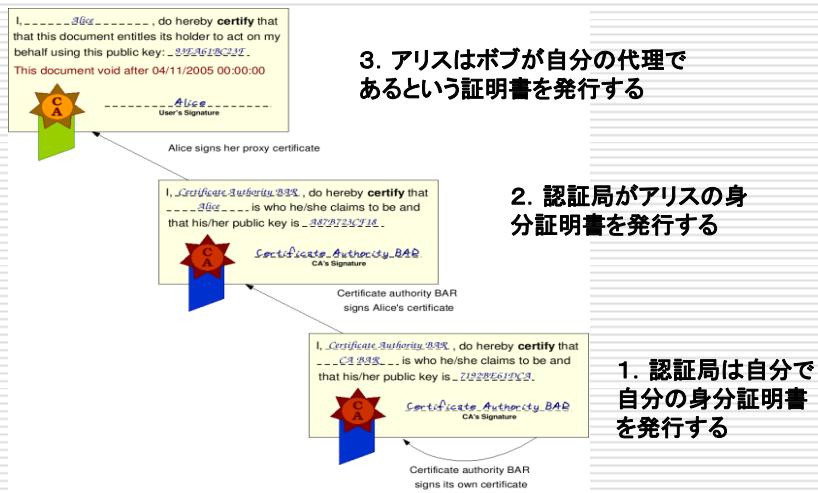 I, Alice , do hereby certify that
that this document entitles its holder to act on my
behalf using this public key: 93FA61BC23F
This document void after 04/11/2005 00:00:00
C
A
Alice
User's Signature
3. アリスはボブが自分の代理で
あるという証明書を発行する
Alice signs her proxy certificate
I, Certificate Authority BAR , do hereby certify that
Alice is who he/she claims to be and
that his/her public key is A87B723CF18
C
A
Certificate Authority BAR
CA's Signature
2. 認証局がアリスの身
分証明書を発行する
Certificate authority BAR
signs Alice's certificate
I, Certificate Authority BAR , do hereby certify that
CA BAR is who he/she claims to be and
that his/her public key is 7192BE61DCA
C
A
Certificate Authority BAR
CA's Signature
1. 認証局は自分で
自分の身分証明書
を発行する
Certificate authority BAR
signs its own certificate